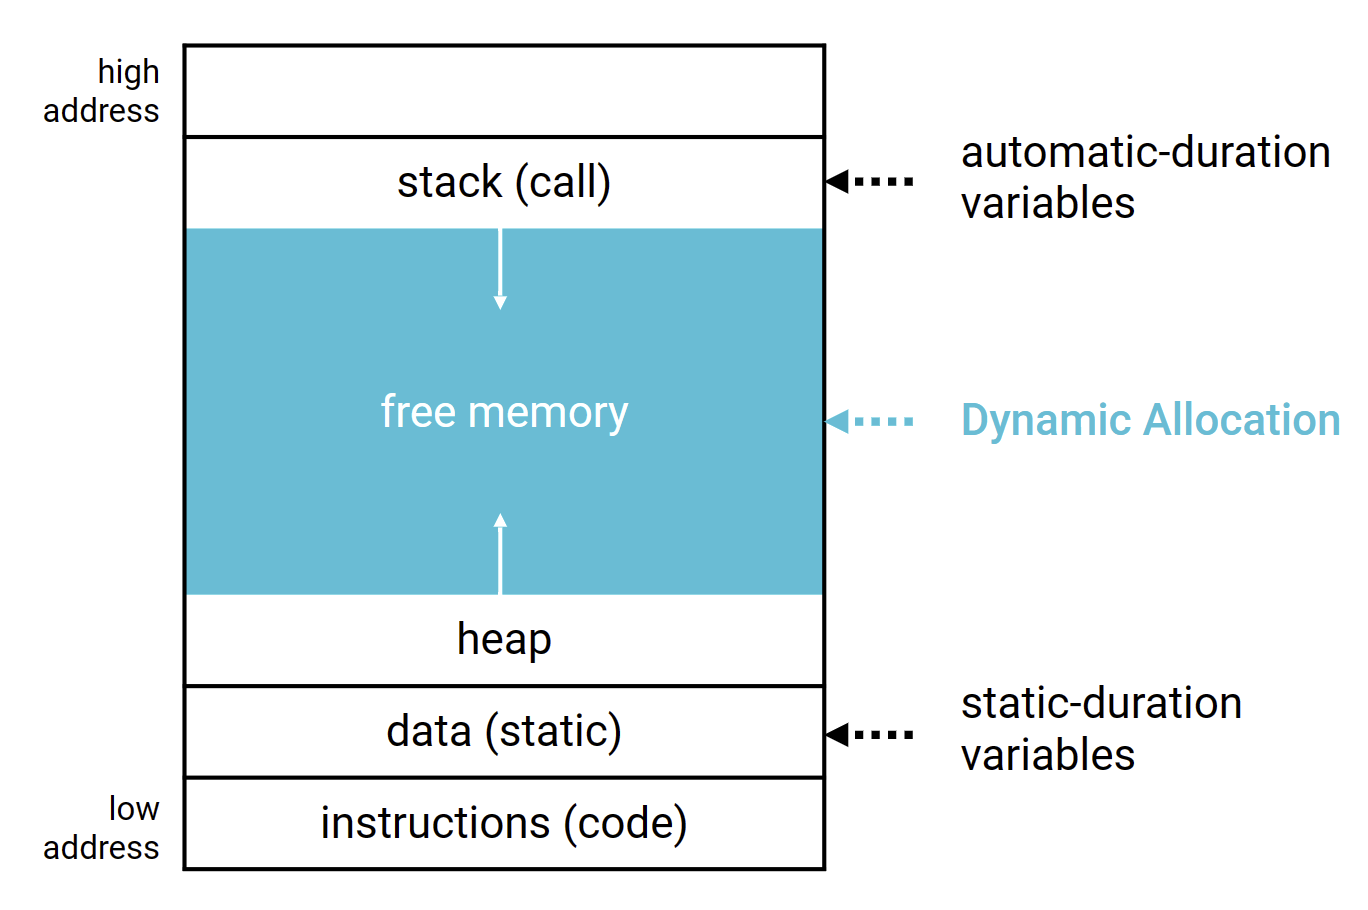 high
address
stack (call)
automatic-duration
variables
free memory
Dynamic Allocation
heap
data (static)
static-duration
variables
low
address
instructions (code)